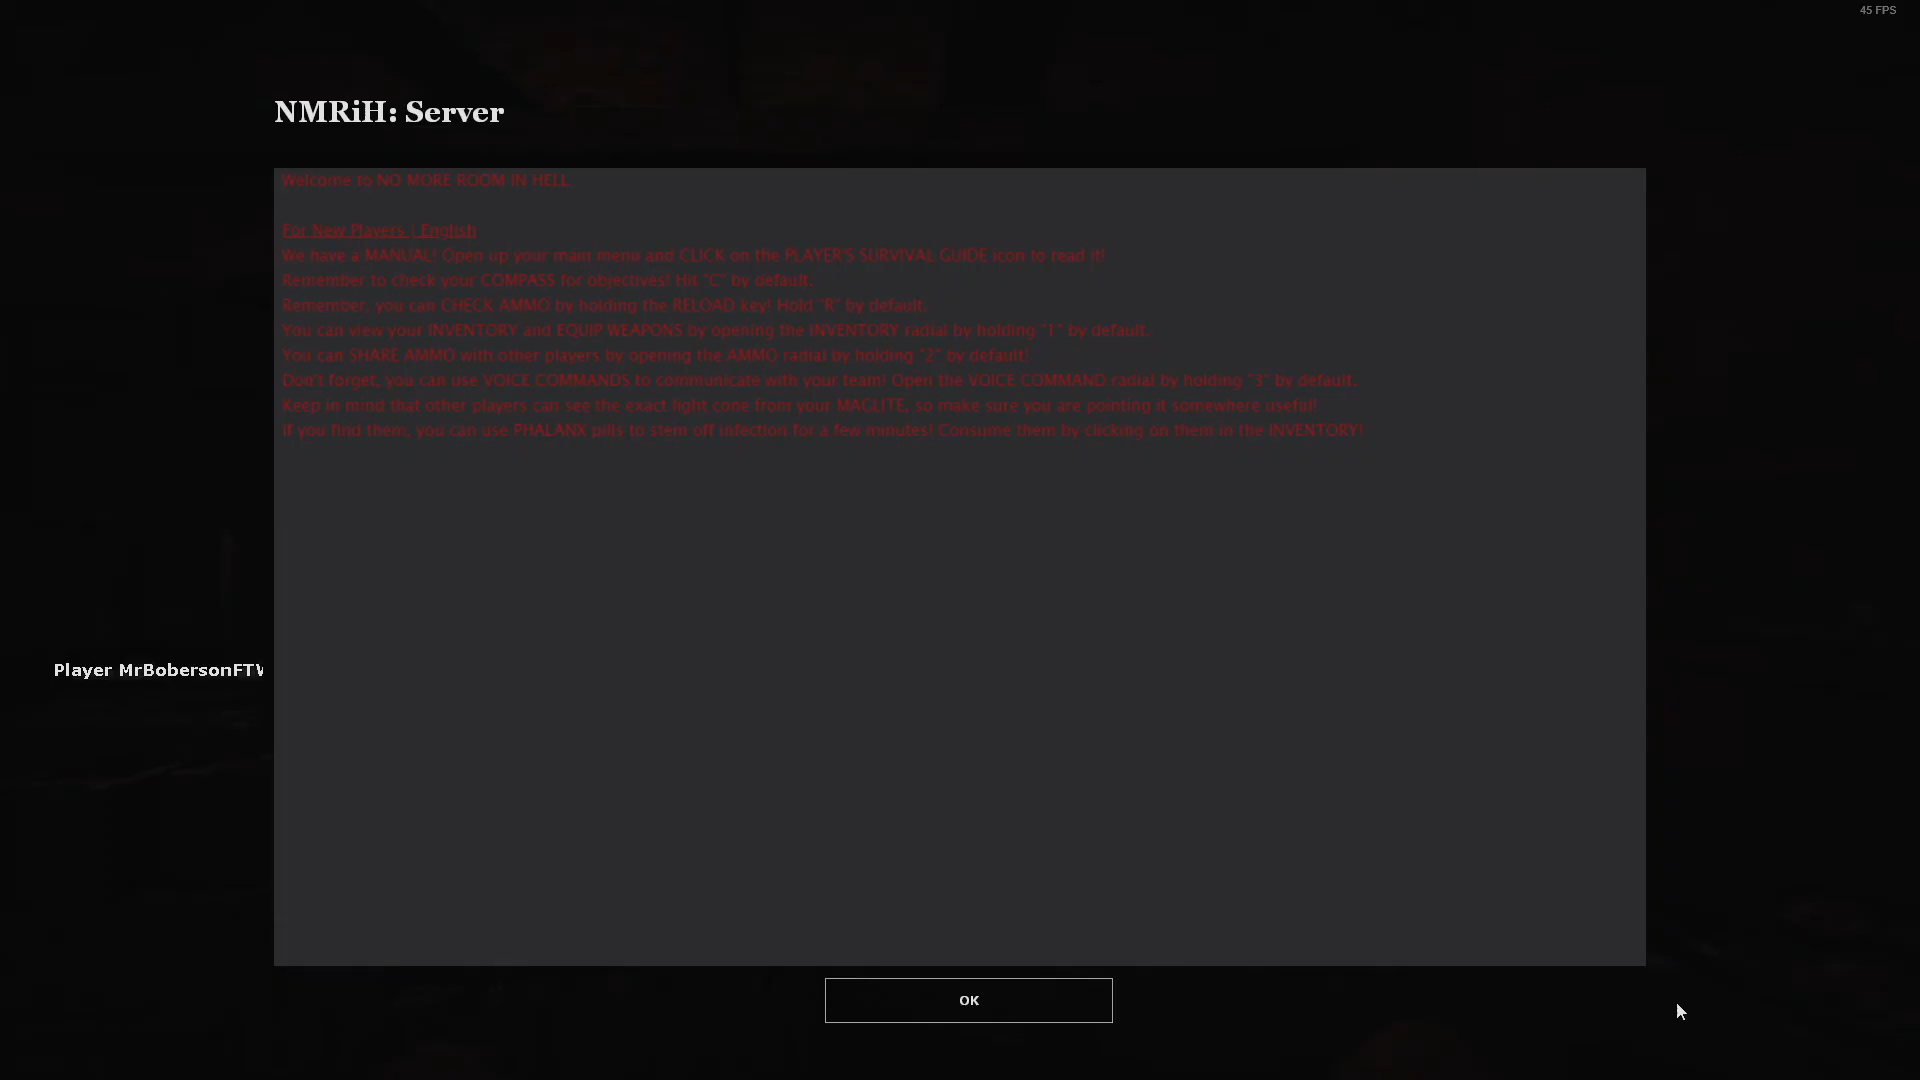 45 FPS
NMRiH: Server
Welcome to NO MORE ROOM IN HELL.
For New Players | English
We have a MANUAL! Open up your main menu and CLICK on the PLAYER'S SURVIVAL GUIDE icon to read it!
Remember to check your COMPASS for objectives! Hit "C" by default.
Remember, you can CHECK AMMO by holding the RELOAD key! Hold "R" by default.
You can view your INVENTORY and EQUIP WEAPONS by opening the INVENTORY radial by holding "1" by default.
You can SHARE AMMO with other players by opening the AMMO radial by holding "2" by default!
Don't forget, you can use VOICE COMMANDS to communicate with your team! Open the VOICE COMMAND radial by holding "3" by default.
Keep in mind that other players can see the exact light cone from your MAGLITE, so make sure you are pointing it somewhere useful!
If you find them, you can use PHALANX pills to stem off infection for a few minutes! Consume them by clicking on them in the INVENTORY!
Player MrBobersonFTW
OK